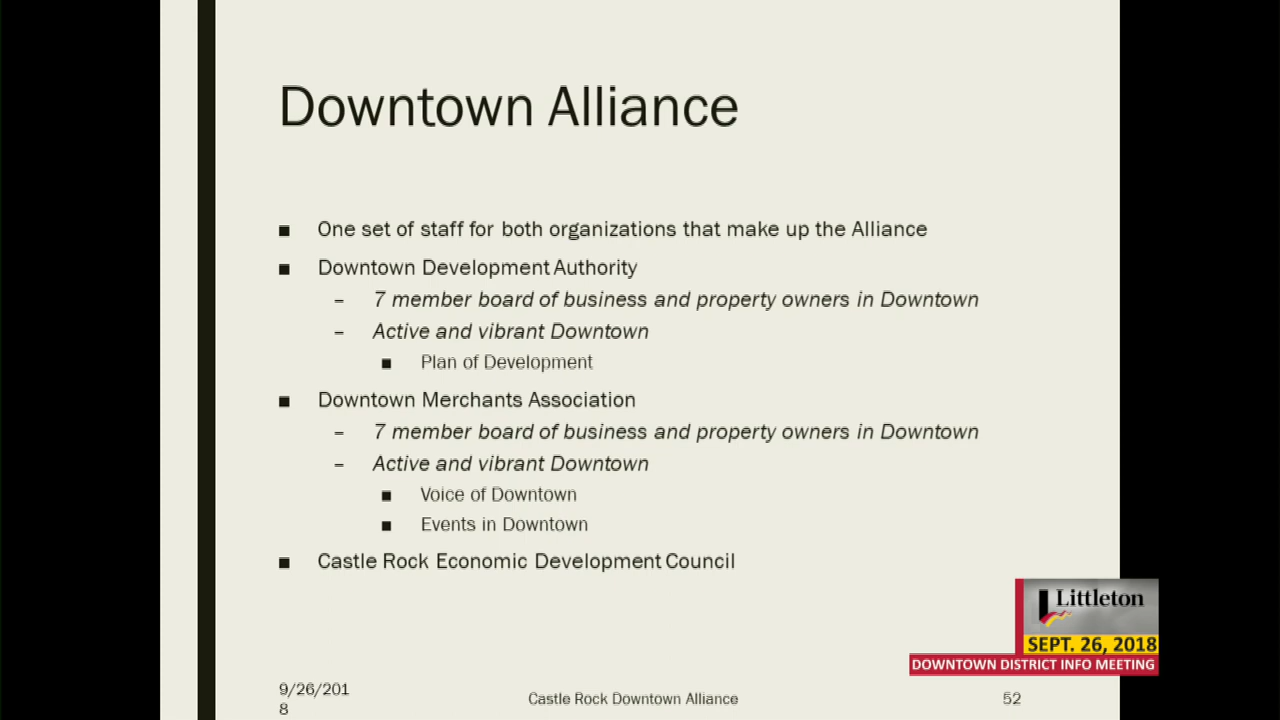 Downtown Alliance
■ One set of staff for both organizations that make up the Alliance
■ Downtown Development Authority
– 7 member board of business and property owners in Downtown
– Active and vibrant Downtown
■ Plan of Development
■ Downtown Merchants Association
– 7 member board of business and property owners in Downtown
– Active and vibrant Downtown
■ Voice of Downtown
■ Events in Downtown
■ Castle Rock Economic Development Council
Littleton
SEPT. 26, 2018
DOWNTOWN DISTRICT INFO MEETING
9/26/201
8
Castle Rock Downtown Alliance
52